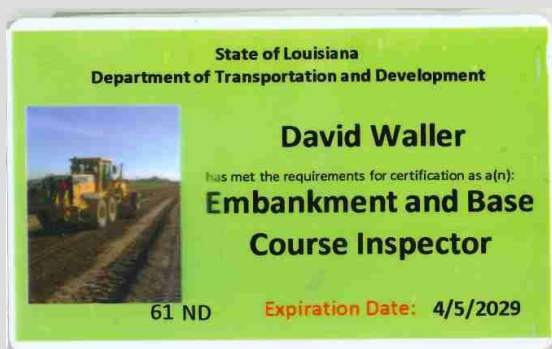 State of Louisiana
Department of Transportation and Development
David Waller
has met the requirements for certification as a(n):
Embankment and Base
Course Inspector
61 ND
Expiration Date: 4/5/2029